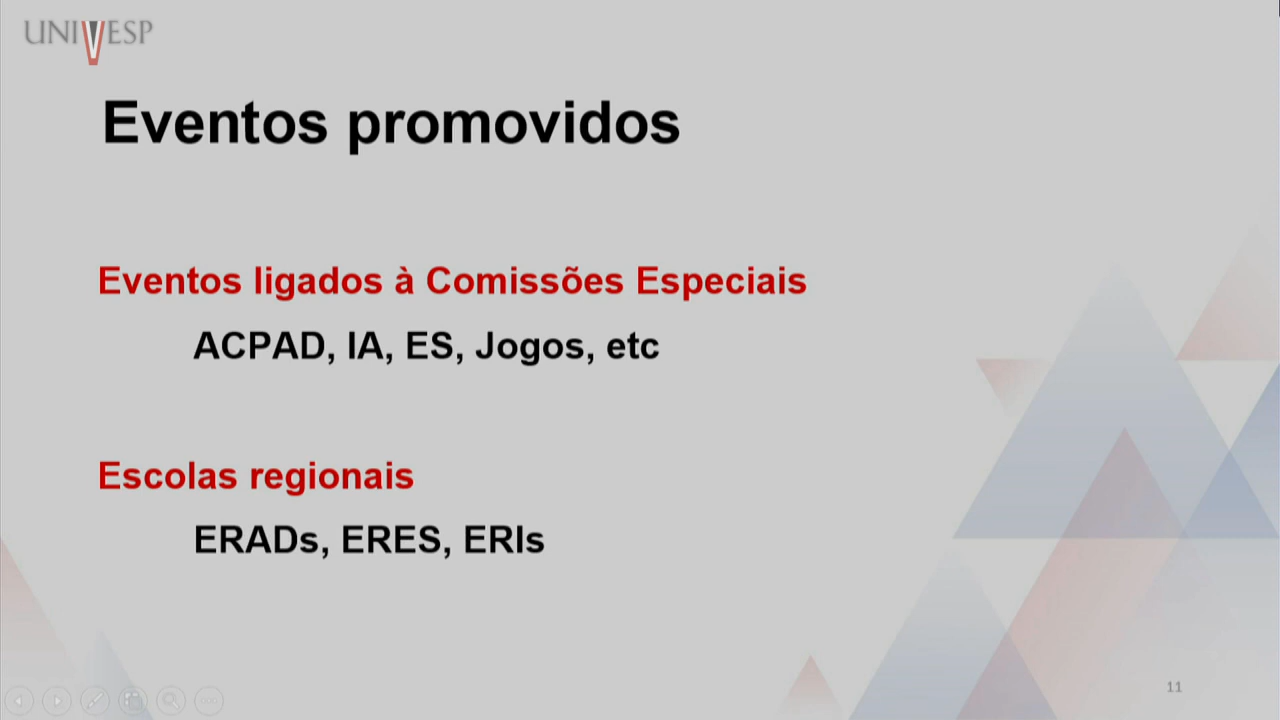 UNIVESP
Eventos promovidos
Eventos ligados à Comissões Especiais
ACPAD, IA, ES, Jogos, etc
Escolas regionais
ERADs, ERES, ERIs
11